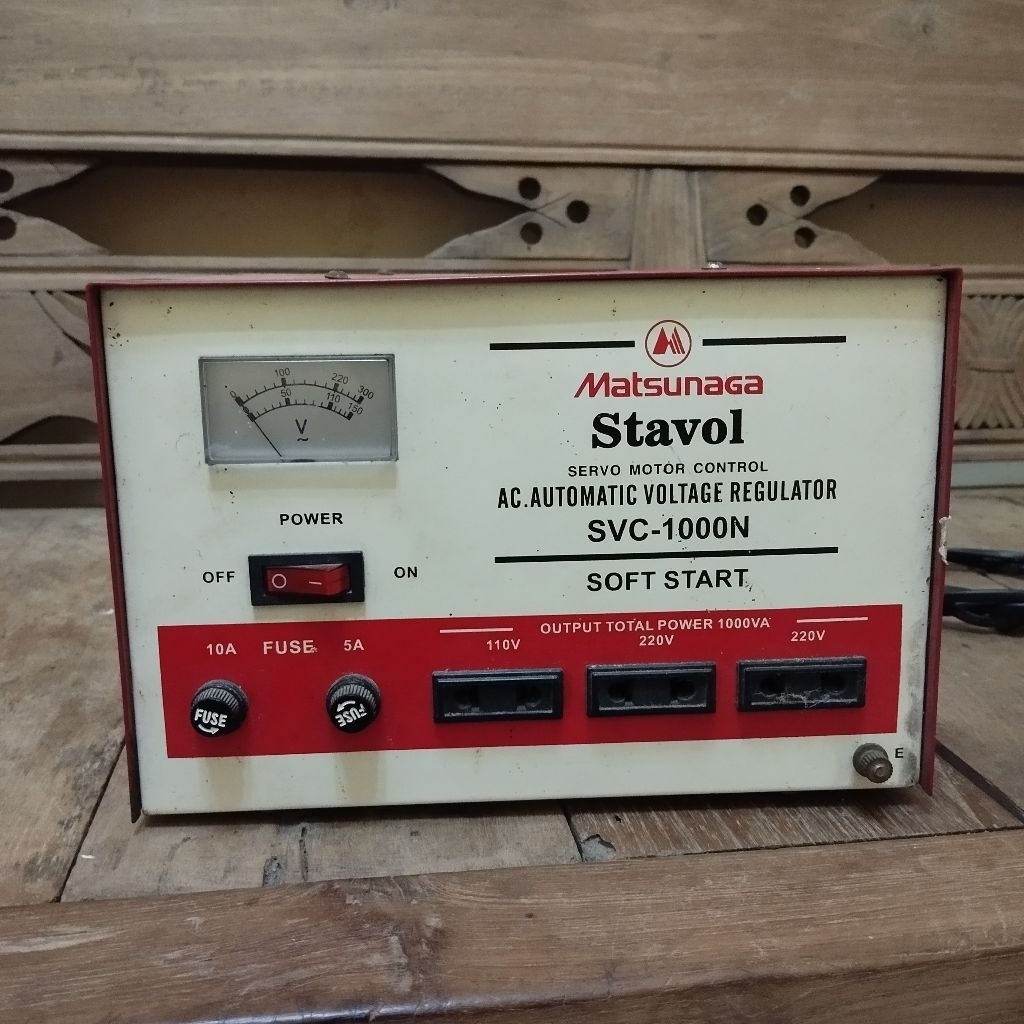 0 100 220 300
0 50 110 150
V
~
POWER
OFF
O —
ON
Matsunaga
Stavol
SERVO MOTOR CONTROL
AC.AUTOMATIC VOLTAGE REGULATOR
SVC-1000N
SOFT START
10A FUSE 5A
OUTPUT TOTAL POWER 1000VA
110V 220V 220V
FUSE
FUSE
E